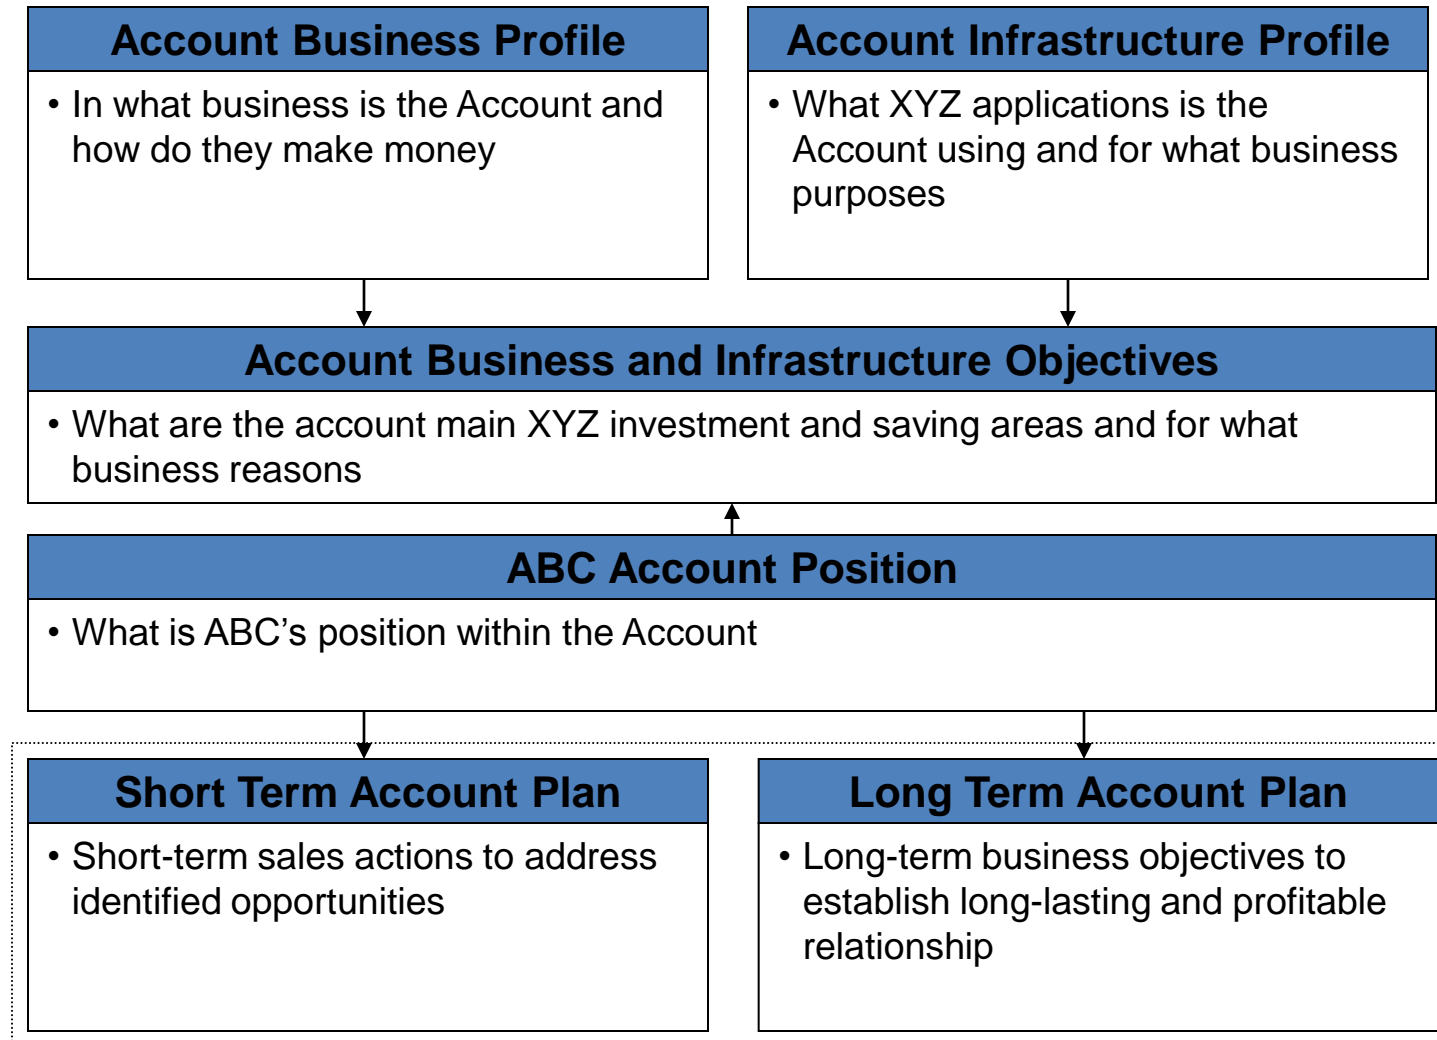 Account Business Profile
• In what business is the Account and
how do they make money
Account Infrastructure Profile
• What XYZ applications is the
Account using and for what business
purposes
Account Business and Infrastructure Objectives
• What are the account main XYZ investment and saving areas and for what
business reasons
ABC Account Position
• What is ABC’s position within the Account
Short Term Account Plan
• Short-term sales actions to address
identified opportunities
Long Term Account Plan
• Long-term business objectives to
establish long-lasting and profitable
relationship